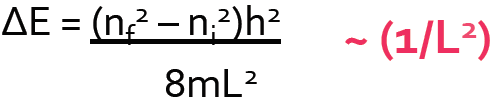 ΔE = (n_f² – n_i²)h² ~ (1/L²)
8mL²